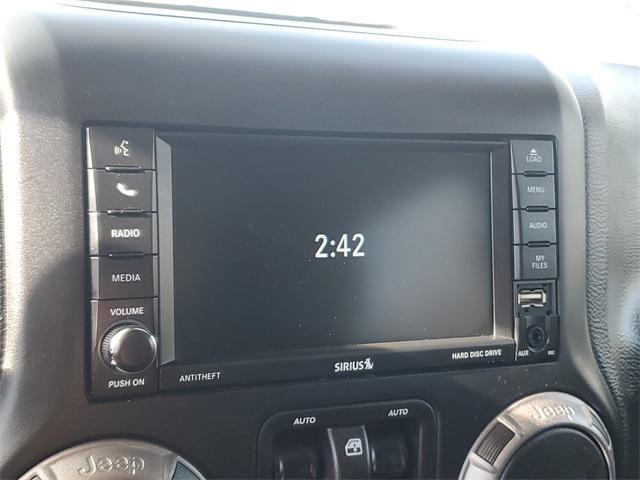 LOAD
MENU
RADIO
AUDIO
2:42
MEDIA
MY
FILES
VOLUME
PUSH ON
ANTITHEFT
SIRIUS
HARD DISC DRIVE
AUX
AUTO
AUTO
Jeep
Jeep